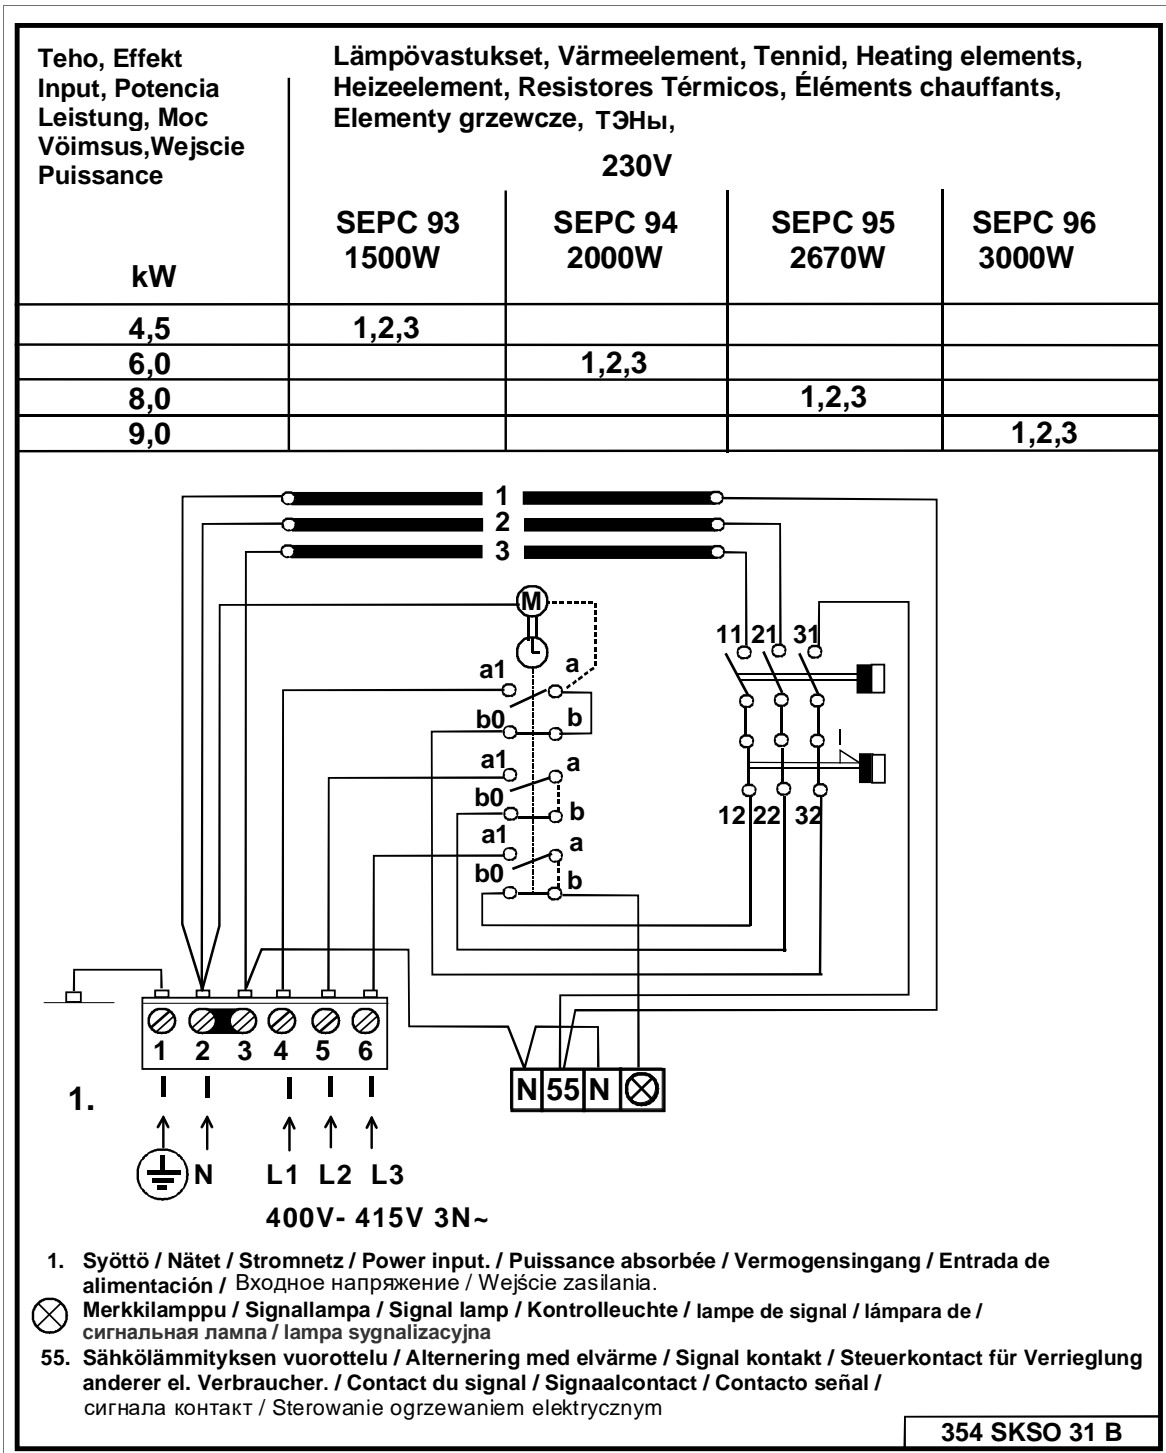 Teho, Effekt
Input, Potencia
Leistung, Moc
Vöimsus,Wejscie
Puissance
kW
Lämpövastukset, Värmeelement, Tennid, Heating elements,
Heizeelement, Resistores Térmicos, Éléments chauffants,
Elementy grzewcze, ТЭНы,
230V
SEPC 93 SEPC 94 SEPC 95 SEPC 96
1500W 2000W 2670W 3000W
4,5 1,2,3
6,0 1,2,3
8,0 1,2,3
9,0 1,2,3
1
2
3
M
11 21 31
a1 a
b0 b
a1 a
b0 b
a1 a
b0 b
12 22 32
1 2 3 4 5 6
N 55 N
1.
N L1 L2 L3
400V- 415V 3N~
1. Syöttö / Nätet / Stromnetz / Power input. / Puissance absorbée / Vermogensingang / Entrada de
alimentación / Входное напряжение / Wejście zasilania.
Merkkilamppu / Signallampa / Signal lamp / Kontrolleuchte / lampe de signal / lámpara de /
сигнальная лампа / lampa sygnalizacyjna
55. Sähkölämmityksen vuorottelu / Alternering med elvärme / Signal kontakt / Steuerkontact für Verrieglung
anderer el. Verbraucher. / Contact du signal / Signaalcontact / Contacto señal /
сигнала контакт / Sterowanie ogrzewaniem elektrycznym
354 SKSO 31 B